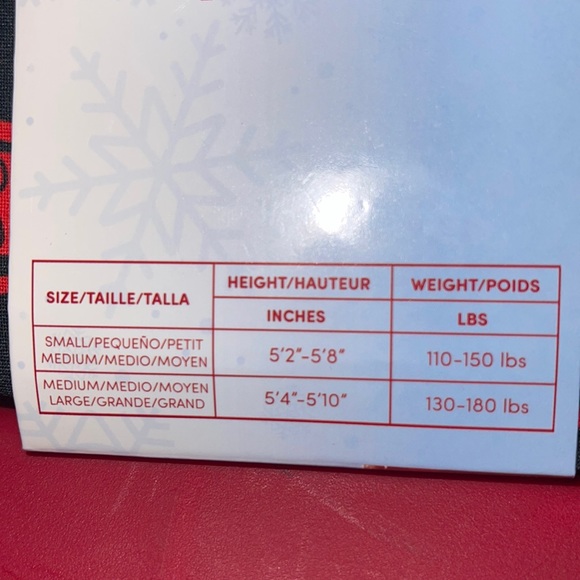 SIZE/TAILLE/TALLA
HEIGHT/HAUTEUR
WEIGHT/POIDS
INCHES
LBS
SMALL/PEQUEÑO/PETIT
MEDIUM/MEDIO/MOYEN
5'2"-5'8"
110-150 lbs
MEDIUM/MEDIO/MOYEN
LARGE/GRANDE/GRAND
5'4"-5'10"
130-180 lbs